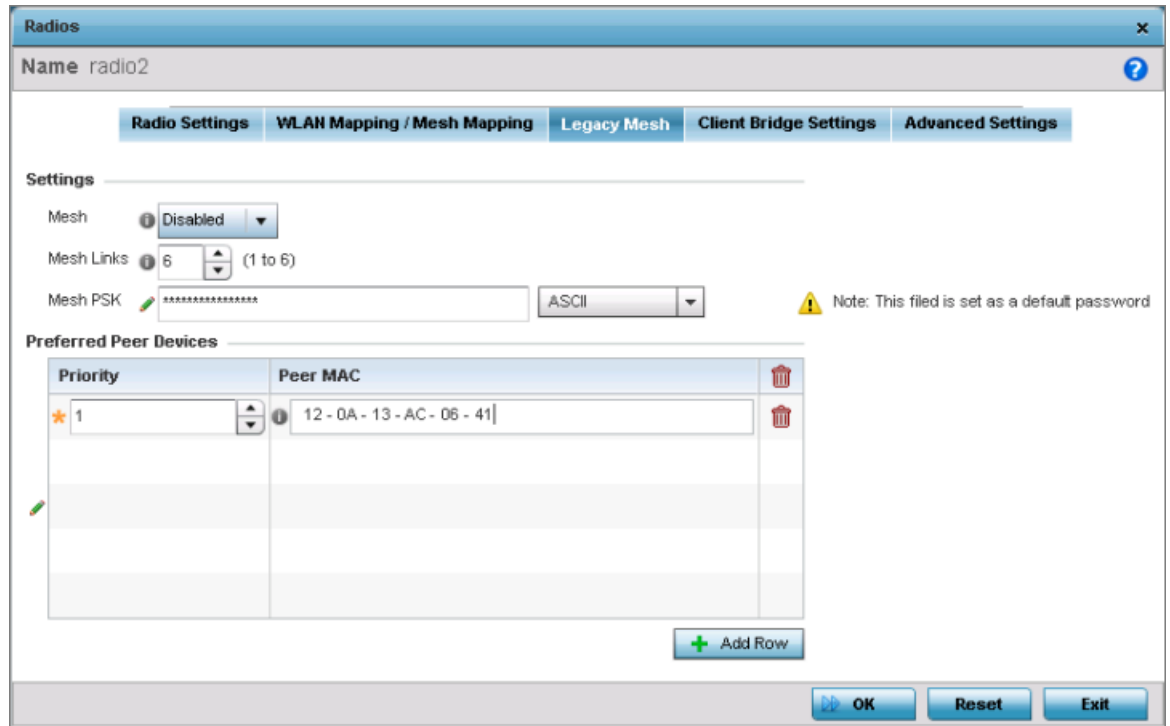 Radios
Name radio2
Radio Settings WLAN Mapping / Mesh Mapping Legacy Mesh Client Bridge Settings Advanced Settings
Settings
Mesh Disabled
Mesh Links 6 (1 to 6)
Mesh PSK **************** ASCII Note: This filed is set as a default password
Preferred Peer Devices
Priority Peer MAC
* 1 12 - 0A - 13 - AC - 06 - 41
Add Row
OK Reset Exit